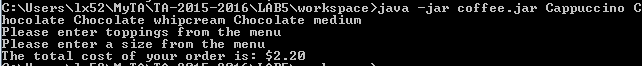 C:\Users\lx52\MyTA\TA-2015-2016\LAB5\workspace>java -jar coffee.jar Cappuccino C
hocolate Chocolate whipcream Chocolate medium
Please enter toppings from the menu
Please enter a size from the menu
The total cost of your order is: $2.20